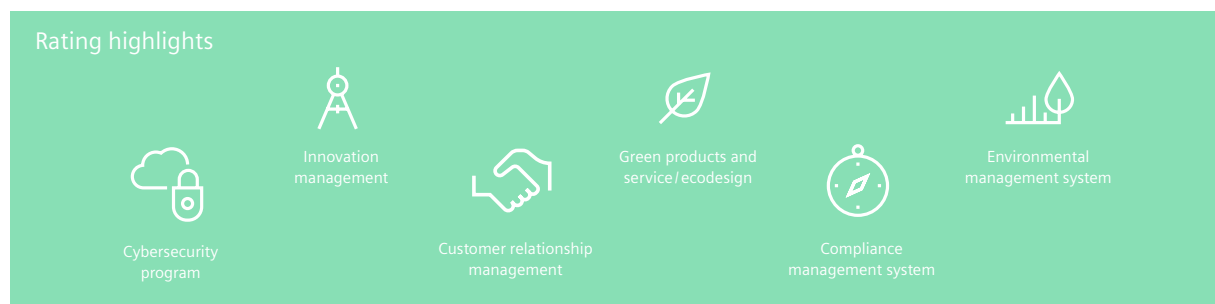 Rating highlights
Cybersecurity
program
Innovation
management
Customer relationship
management
Green products and
service/ecodesign
Compliance
management system
Environmental
management system